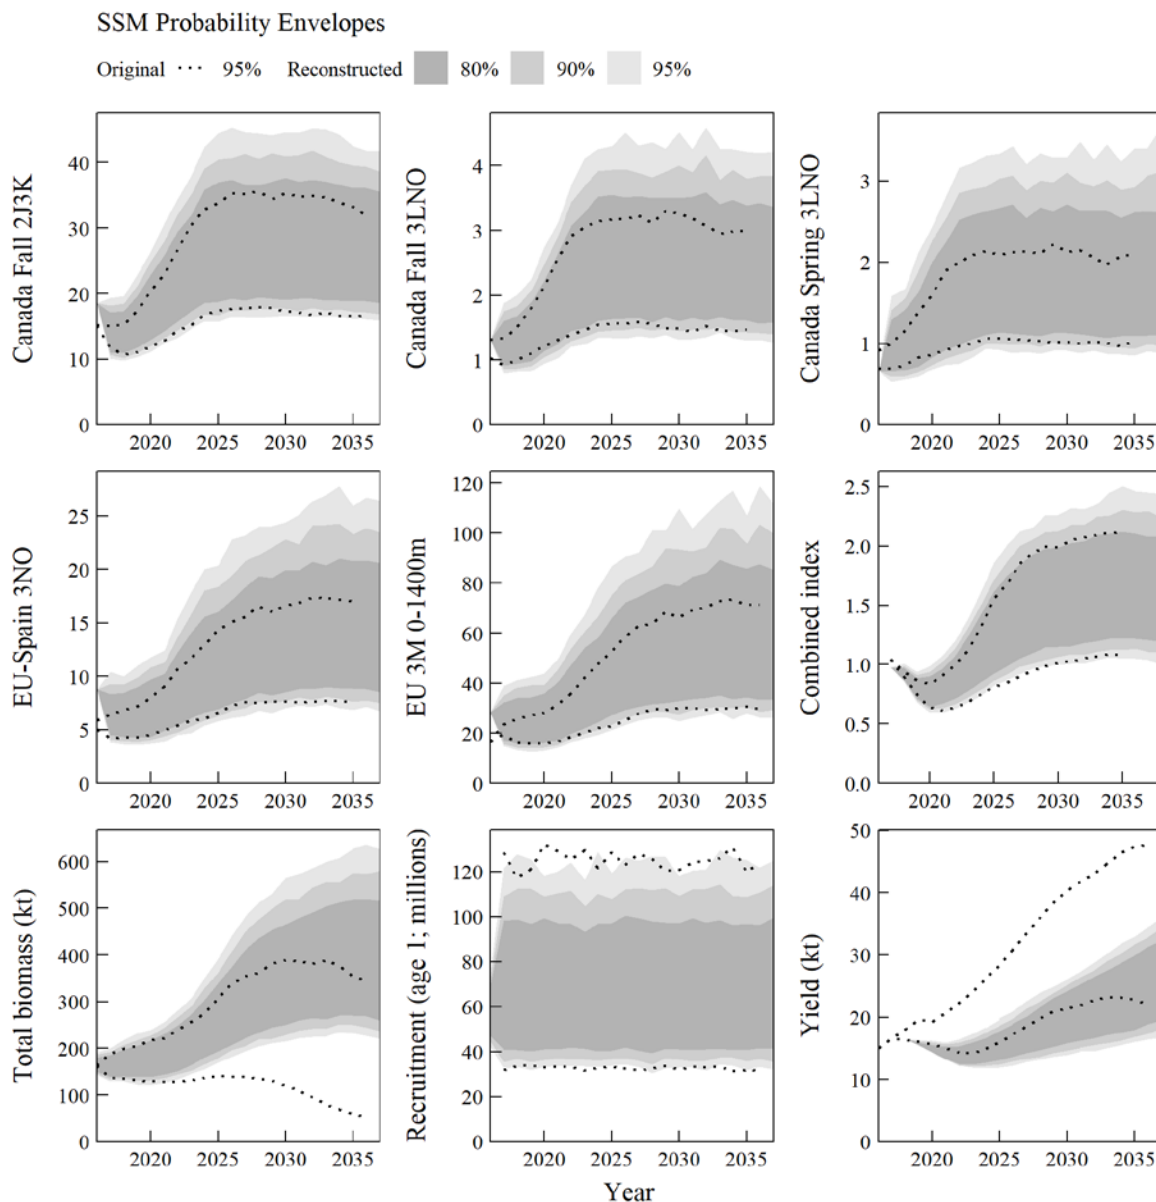 SSM Probability Envelopes
Original 95% Reconstructed 80% 90% 95%
Canada Fall 2J3K
40
30
20
10
0
2020 2025 2030 2035
Canada Fall 3LNO
4
3
2
1
0
2020 2025 2030 2035
Canada Spring 3LNO
3
2
1
0
2020 2025 2030 2035
EU-Spain 3NO
25
20
15
10
5
0
2020 2025 2030 2035
EU 3M 0-1400m
120
100
80
60
40
20
0
2020 2025 2030 2035
Combined index
2.5
2.0
1.5
1.0
0.5
0.0
2020 2025 2030 2035
Total biomass (kt)
600
500
400
300
200
100
0
2020 2025 2030 2035
Recruitment (age 1; millions)
120
100
80
60
40
20
0
2020 2025 2030 2035
Yield (kt)
50
40
30
20
10
0
2020 2025 2030 2035
Year